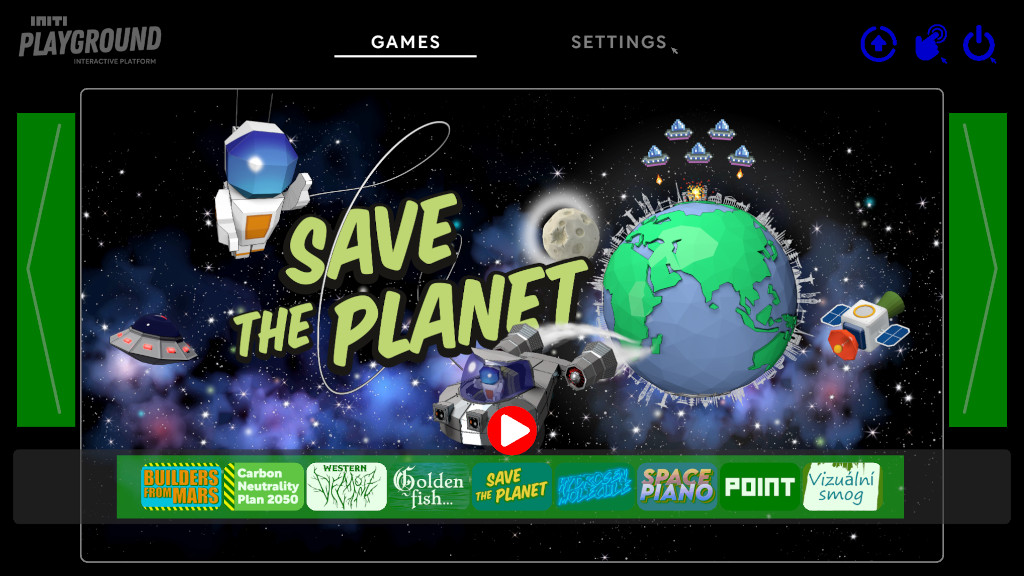 INITI
PLAYGROUND
INTERACTIVE PLATFORM
GAMES
SETTINGS
SAVE
THE PLANET
BUILDERS
FROM MARS
Carbon
Neutrality
Plan 2050
WESTERN
Golden
fish...
SAVE
THE PLANET
SPACE
PIANO
POINT
Vizuální
smog